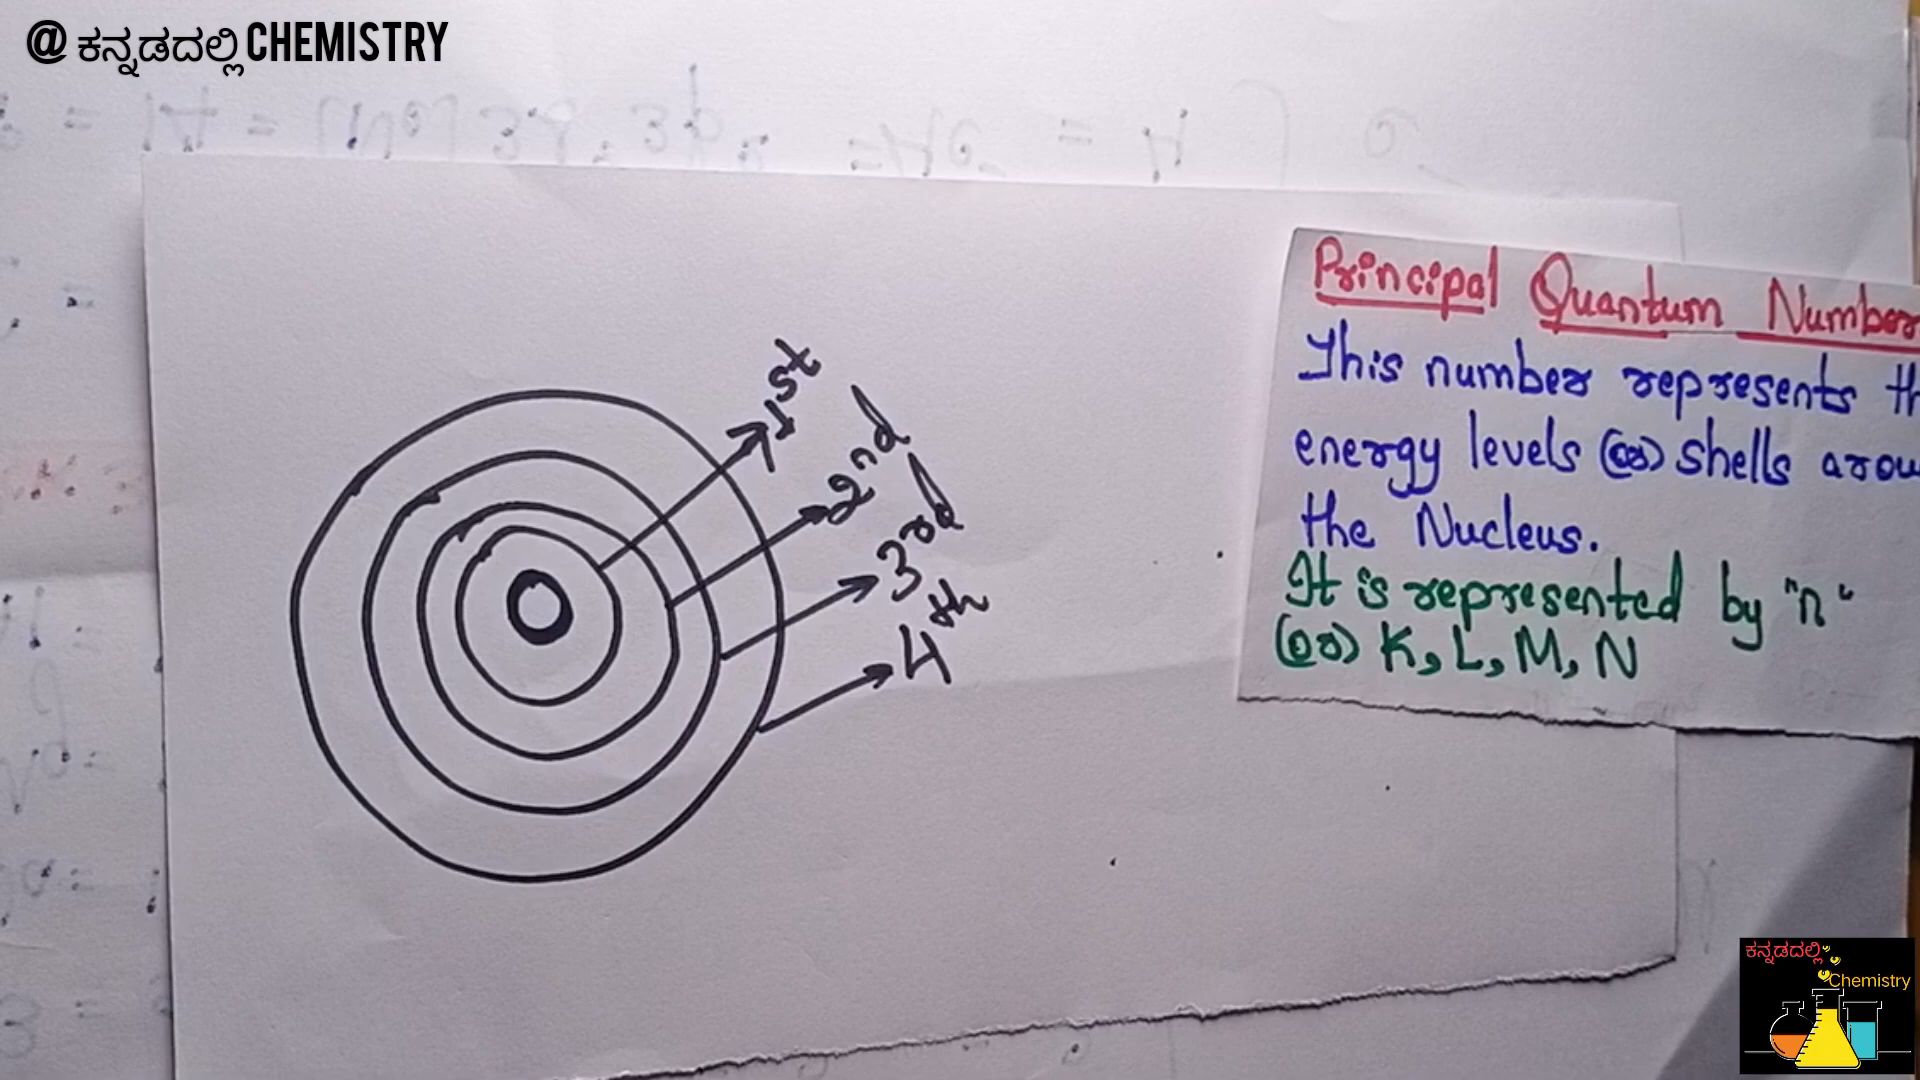 @ ಕನ್ನಡದಲ್ಲಿ CHEMISTRY
1st
2nd
3rd
4th
Principal Quantum Number
This number represents th
energy levels (or) shells arou
the Nucleus.
It is represented by "n"
(or) K, L, M, N
ಕನ್ನಡದಲ್ಲಿ
Chemistry